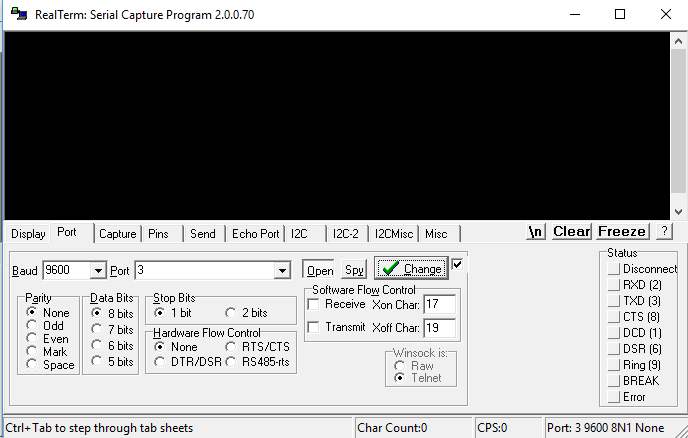 RealTerm: Serial Capture Program 2.0.0.70
Display Port Capture Pins Send Echo Port I2C I2C-2 I2CMisc Misc \n Clear Freeze ?
Baud 9600 Port 3 Open Spy Change
Parity
None
Odd
Even
Mark
Space
Data Bits
8 bits
7 bits
6 bits
5 bits
Stop Bits
1 bit 2 bits
Hardware Flow Control
None RTS/CTS
DTR/DSR RS485-rts
Software Flow Control
Receive Xon Char: 17
Transmit Xoff Char: 19
Winsock is:
Raw
Telnet
Status
Disconnect
RXD (2)
TXD (3)
CTS (8)
DCD (1)
DSR (6)
Ring (9)
BREAK
Error
Ctrl+Tab to step through tab sheets Char Count:0 CPS:0 Port: 3 9600 8N1 None